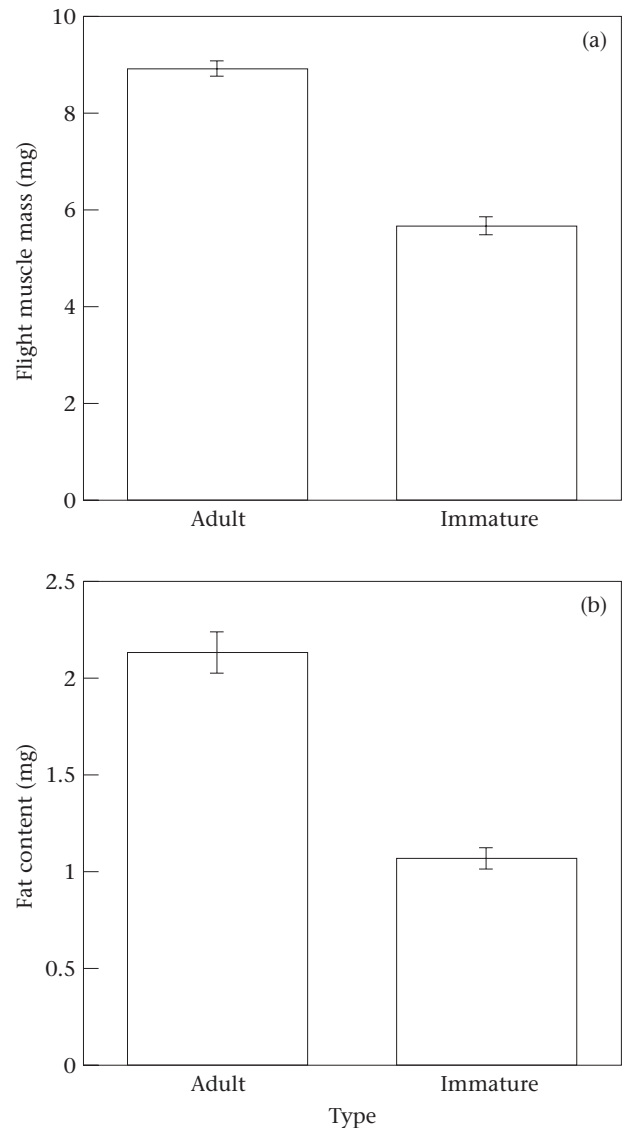 10
(a)
8
6
4
2
0
Flight muscle mass (mg)
Adult Immature
2.5
(b)
2
1.5
1
0.5
0
Fat content (mg)
Adult Immature
Type